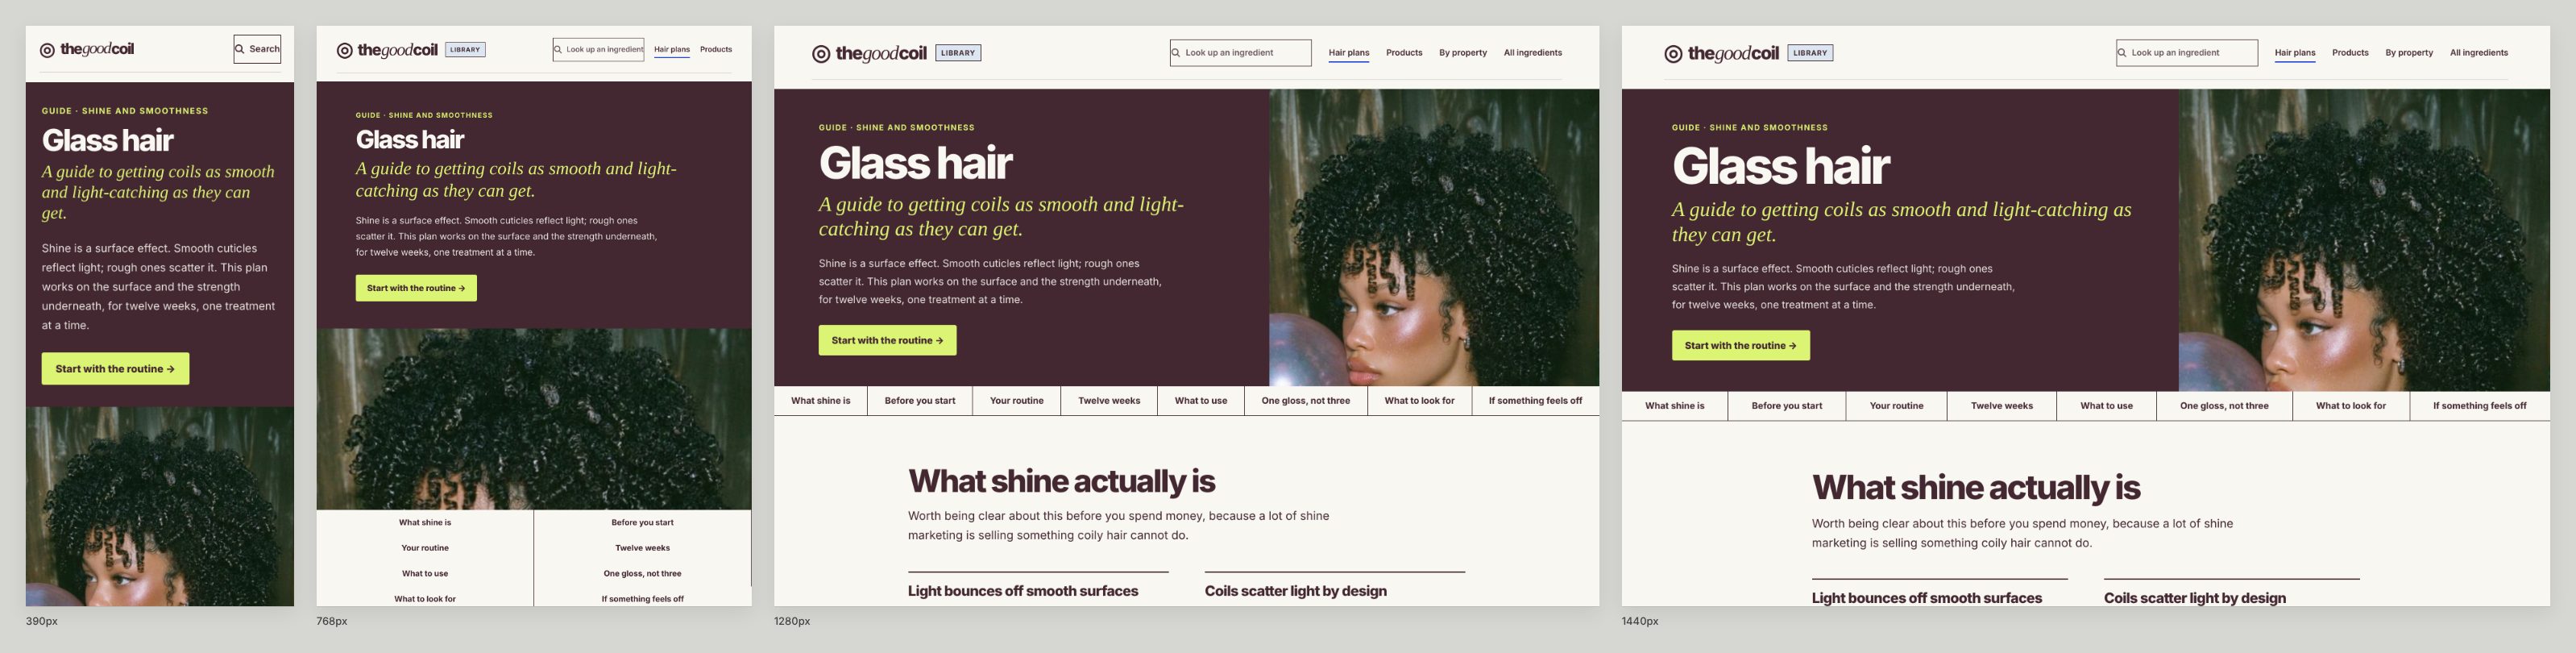 thegoodcoil
Search
GUIDE · SHINE AND SMOOTHNESS
Glass hair
A guide to getting coils as smooth
and light-catching as they can
get.
Shine is a surface effect. Smooth cuticles
reflect light; rough ones scatter it. This plan
works on the surface and the strength
underneath, for twelve weeks, one treatment
at a time.
Start with the routine →
390px
thegoodcoil LIBRARY
Look up an ingredient Hair plans Products
GUIDE · SHINE AND SMOOTHNESS
Glass hair
A guide to getting coils as smooth and light-
catching as they can get.
Shine is a surface effect. Smooth cuticles reflect light; rough ones
scatter it. This plan works on the surface and the strength underneath,
for twelve weeks, one treatment at a time.
Start with the routine →
What shine is Before you start
Your routine Twelve weeks
What to use One gloss, not three
What to look for If something feels off
768px
thegoodcoil LIBRARY
Look up an ingredient Hair plans Products By property All ingredients
GUIDE · SHINE AND SMOOTHNESS
Glass hair
A guide to getting coils as smooth and light-
catching as they can get.
Shine is a surface effect. Smooth cuticles reflect light; rough ones
scatter it. This plan works on the surface and the strength underneath,
for twelve weeks, one treatment at a time.
Start with the routine →
What shine is Before you start Your routine Twelve weeks What to use One gloss, not three What to look for If something feels off
What shine actually is
Worth being clear about this before you spend money, because a lot of shine
marketing is selling something coily hair cannot do.
Light bounces off smooth surfaces Coils scatter light by design
1280px
thegoodcoil LIBRARY
Look up an ingredient Hair plans Products By property All ingredients
GUIDE · SHINE AND SMOOTHNESS
Glass hair
A guide to getting coils as smooth and light-catching as
they can get.
Shine is a surface effect. Smooth cuticles reflect light; rough ones
scatter it. This plan works on the surface and the strength underneath,
for twelve weeks, one treatment at a time.
Start with the routine →
What shine is Before you start Your routine Twelve weeks What to use One gloss, not three What to look for If something feels off
What shine actually is
Worth being clear about this before you spend money, because a lot of shine
marketing is selling something coily hair cannot do.
Light bounces off smooth surfaces Coils scatter light by design
1440px